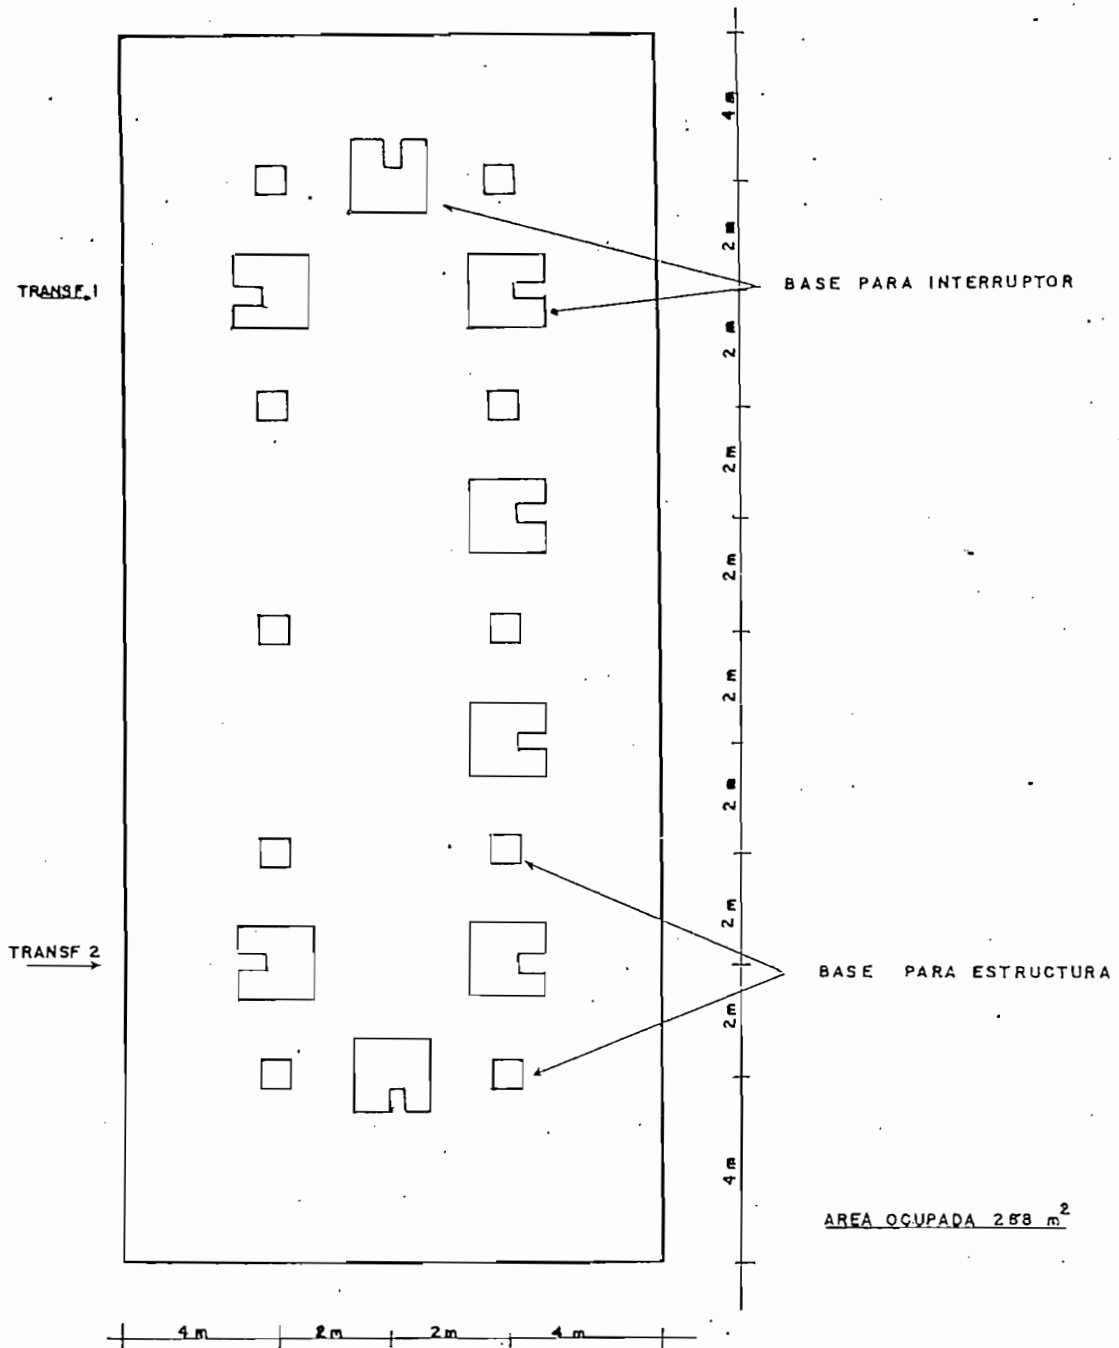 4 m
2 m
TRANSF. 1
BASE PARA INTERRUPTOR
2 m
2 m
2 m
2 m
2 m
2 m
TRANSF 2
BASE PARA ESTRUCTURA
2 m
4 m
AREA OCUPADA 288 m²
4 m 2 m 2 m 4 m